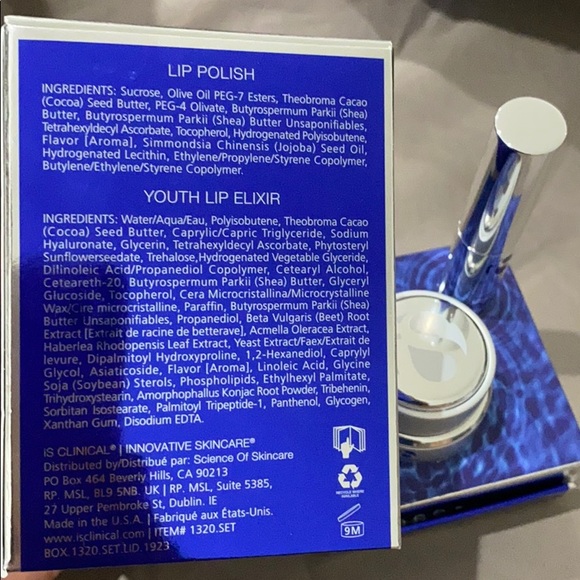 LIP POLISH
INGREDIENTS: Sucrose, Olive Oil PEG-7 Esters, Theobroma Cacao
(Cocoa) Seed Butter, PEG-4 Olivate, Butyrospermum Parkii (Shea)
Butter, Butyrospermum Parkii (Shea) Butter Unsaponifiables,
Tetrahexyldecyl Ascorbate, Tocopherol, Hydrogenated Polyisobutene,
Flavor [Aroma], Simmondsia Chinensis (Jojoba) Seed Oil,
Hydrogenated Lecithin, Ethylene/Propylene/Styrene Copolymer,
Butylene/Ethylene/Styrene Copolymer.
YOUTH LIP ELIXIR
INGREDIENTS: Water/Aqua/Eau, Polyisobutene, Theobroma Cacao
(Cocoa) Seed Butter, Caprylic/Capric Triglyceride, Sodium
Hyaluronate, Glycerin, Tetrahexyldecyl Ascorbate, Phytosteryl
Sunflowerseedate, Trehalose, Hydrogenated Vegetable Glyceride,
Dilinoleic Acid/Propanediol Copolymer, Cetearyl Alcohol,
Ceteareth-20, Butyrospermum Parkii (Shea) Butter, Glyceryl
Glucoside, Tocopherol, Cera Microcristallina/Microcrystalline
Wax/Cire microcristalline, Paraffin, Butyrospermum Parkii (Shea)
Butter Unsaponifiables, Propanediol, Beta Vulgaris (Beet) Root
Extract [Extrait de racine de betterave], Acmella Oleracea Extract,
Haberlea Rhodopensis Leaf Extract, Yeast Extract/Faex/Extrait de
levure, Dipalmitoyl Hydroxyproline, 1,2-Hexanediol, Caprylyl
Glycol, Asiaticoside, Flavor [Aroma], Linoleic Acid, Glycine
Soja (Soybean) Sterols, Phospholipids, Ethylhexyl Palmitate,
Trihydroxystearin, Amorphophallus Konjac Root Powder, Tribehenin,
Sorbitan Isostearate, Palmitoyl Tripeptide-1, Panthenol, Glycogen,
Xanthan Gum, Disodium EDTA.
iS CLINICAL® | INNOVATIVE SKINCARE®
Distributed by/Distribué par: Science Of Skincare
PO Box 464 Beverly Hills, CA 90213
RP. MSL, BL9 5NB. UK | RP. MSL, Suite 5385,
27 Upper Pembroke St, Dublin. IE
Made in the U.S.A. | Fabriqué aux États-Unis.
www.isclinical.com | ITEM# 1320.SET
BOX.1320.SET.LID.1923
9M